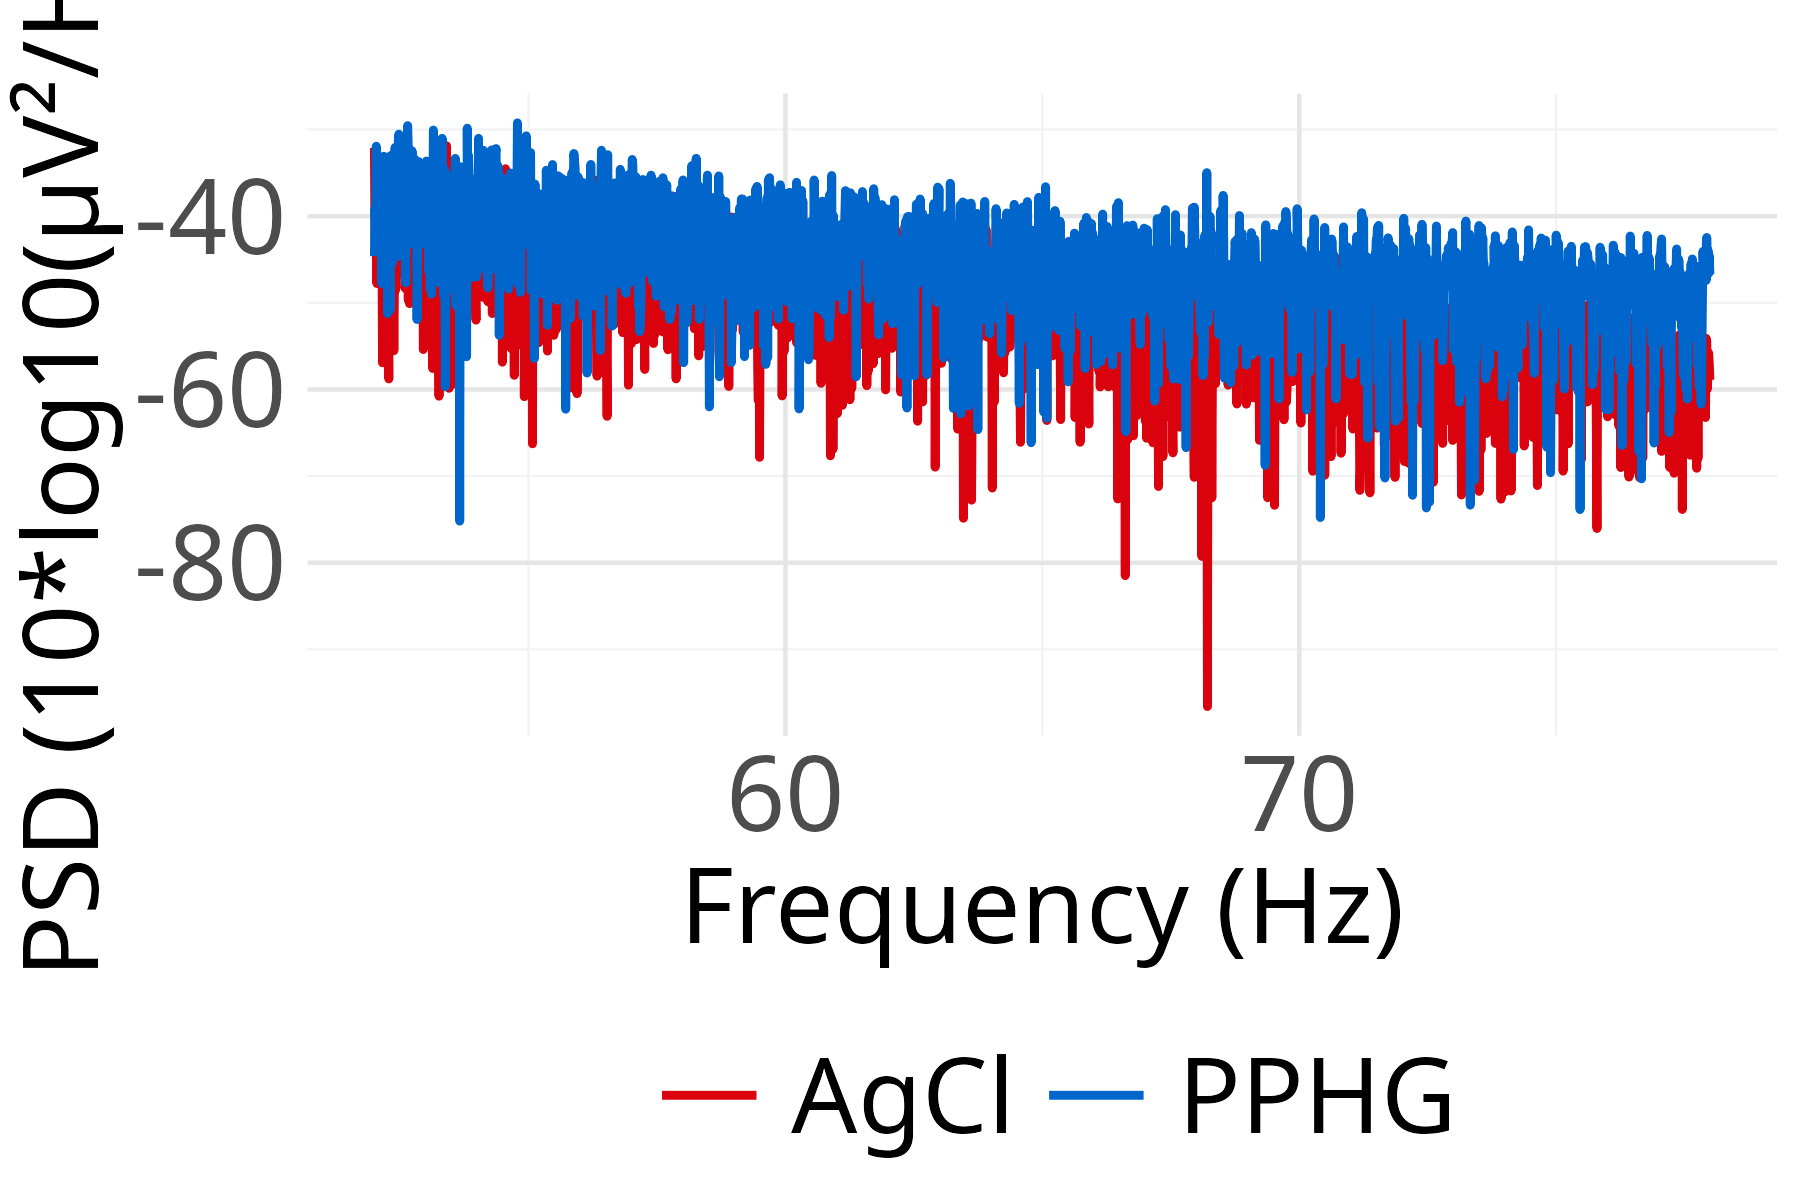 PSD (10*log10(µV²/H
-40
-60
-80
60 70
Frequency (Hz)
AgCl PPHG